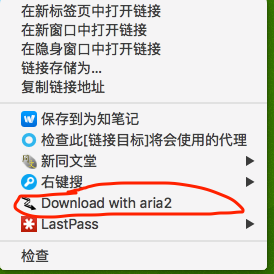 在新标签页中打开链接
在新窗口中打开链接
在隐身窗口中打开链接
链接存储为...
复制链接地址
保存到为知笔记
检查此[链接目标]将会使用的代理
新同文堂
右键搜
Download with aria2
LastPass
检查